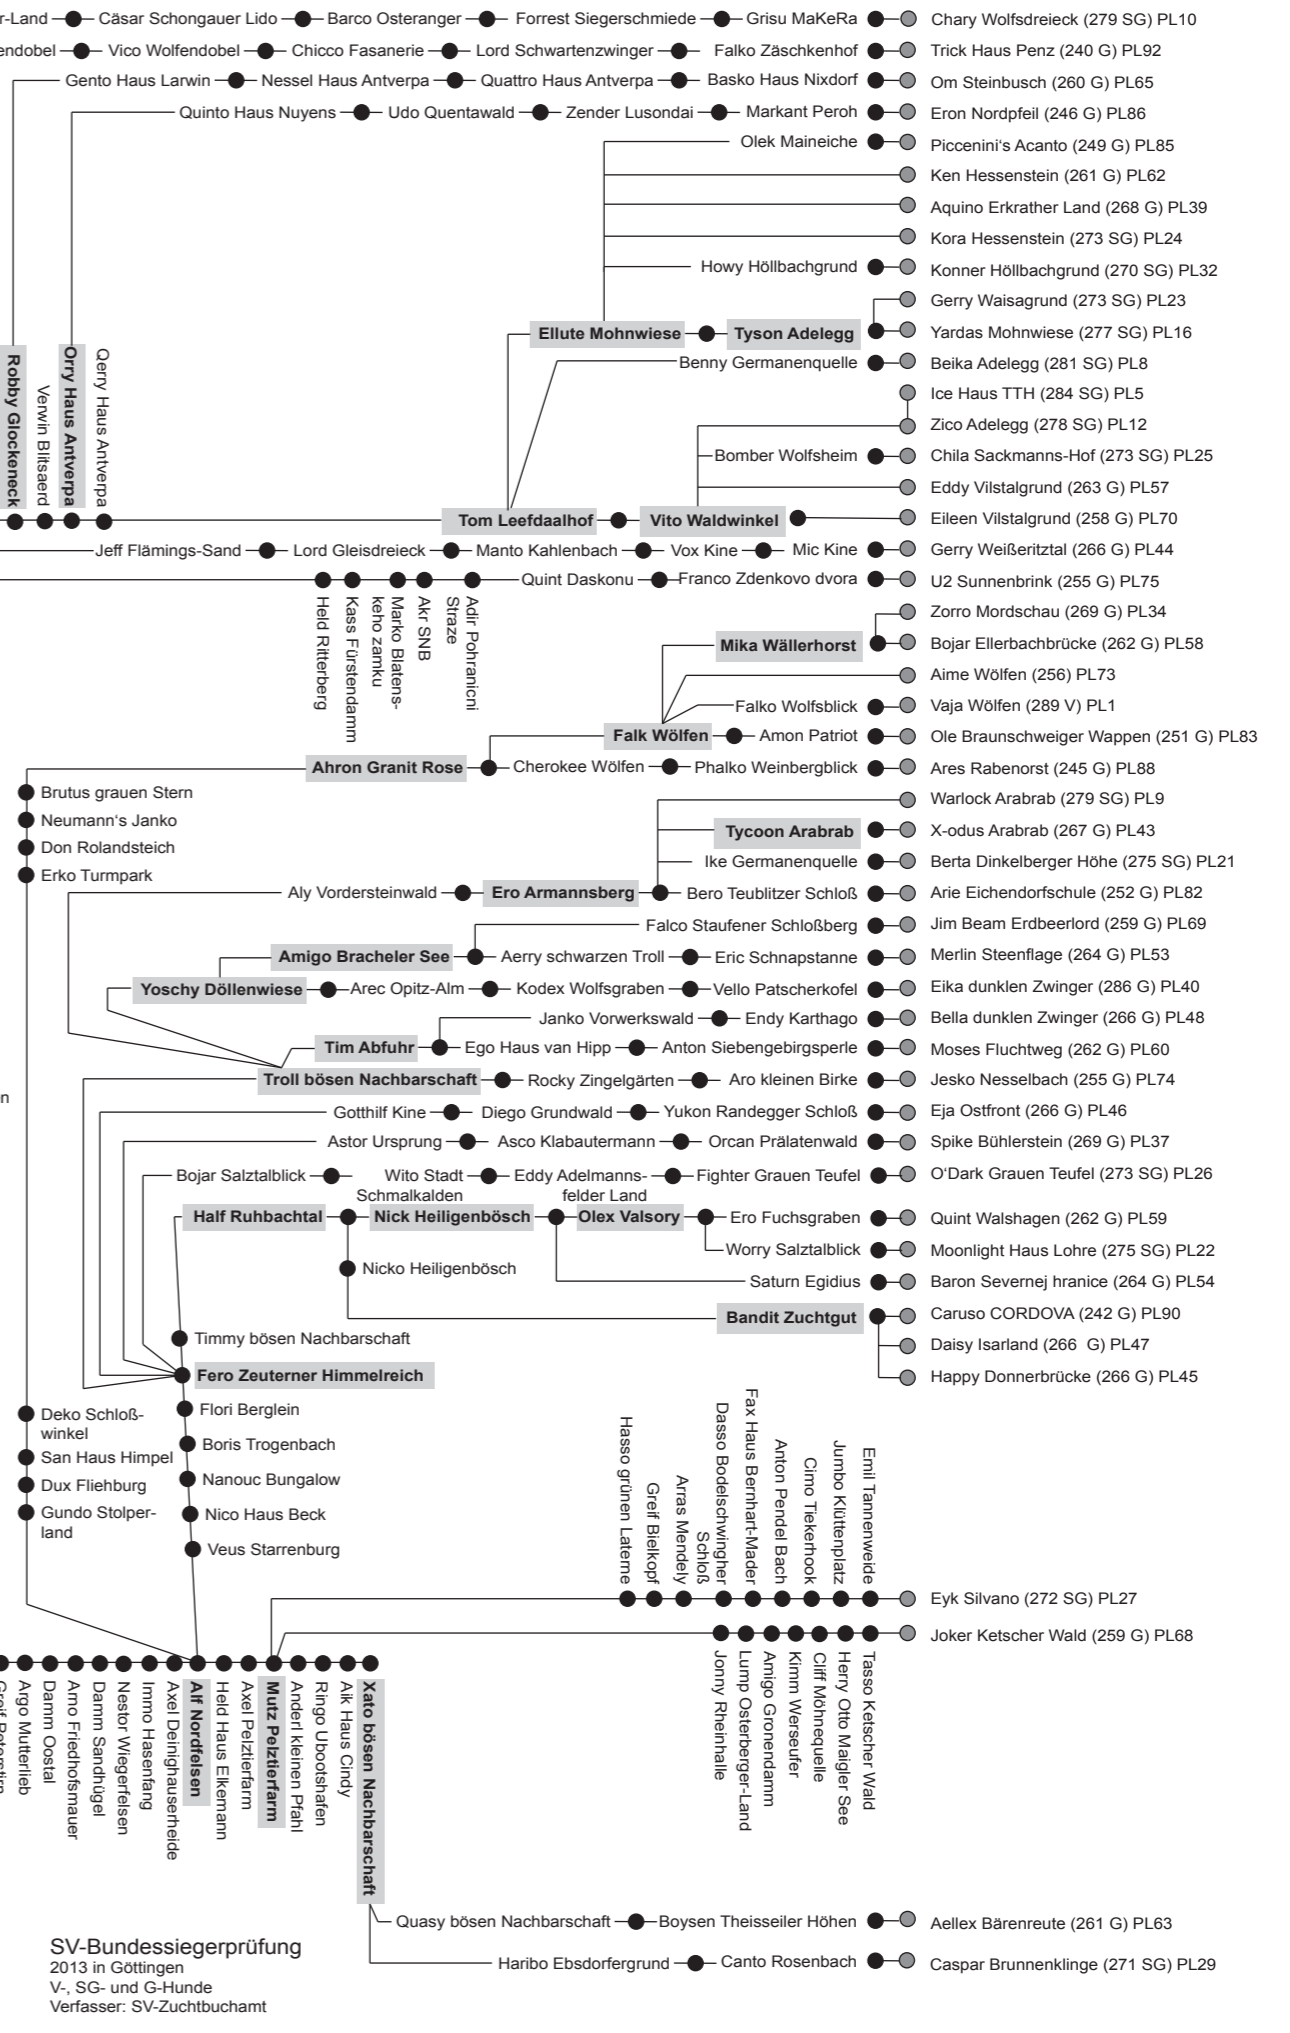 r-Land Cäsar Schongauer Lido Barco Osteranger Forrest Siegerschmiede Grisu MaKeRa Chary Wolfsdreieck (279 SG) PL10
endobel Vico Wolfendobel Chicco Fasanerie Lord Schwartenzwinger Falko Zäschkenhof Trick Haus Penz (240 G) PL92
Gento Haus Larwin Nessel Haus Antverpa Quattro Haus Antverpa Basko Haus Nixdorf Om Steinbusch (260 G) PL65
Quinto Haus Nuyens Udo Quentawald Zender Lusondai Markant Peroh Eron Nordpfeil (246 G) PL86
Olek Maineiche Piccenini‘s Acanto (249 G) PL85
Ken Hessenstein (261 G) PL62
Aquino Erkrather Land (268 G) PL39
Kora Hessenstein (273 SG) PL24
Howy Höllbachgrund Konner Höllbachgrund (270 SG) PL32
Gerry Waisagrund (273 SG) PL23
Ellute Mohnwiese Tyson Adelegg Yardas Mohnwiese (277 SG) PL16
Benny Germanenquelle Beika Adelegg (281 SG) PL8
Ice Haus TTH (284 SG) PL5
Zico Adelegg (278 SG) PL12
Bomber Wolfsheim Chila Sackmanns-Hof (273 SG) PL25
Eddy Vilstalgrund (263 G) PL57
Robby Glockeneck
Verwin Blitsaerd
Orry Haus Antverpa
Qerry Haus Antverpa
Tom Leefdaalhof Vito Waldwinkel Eileen Vilstalgrund (258 G) PL70
Jeff Flämings-Sand Lord Gleisdreieck Manto Kahlenbach Vox Kine Mic Kine Gerry Weißeritztal (266 G) PL44
Quint Daskonu Franco Zdenkovo dvora U2 Sunnenbrink (255 G) PL75
Held Ritterberg
Kass Fürstendamm
Marko Blatens-
keho zamku
Akr SNB
Adir Pohranicni
Straze
Zorro Mordschau (269 G) PL34
Mika Wällerhorst Bojar Ellerbachbrücke (262 G) PL58
Aime Wölfen (256) PL73
Falko Wolfsblick Vaja Wölfen (289 V) PL1
Falk Wölfen Amon Patriot Ole Braunschweiger Wappen (251 G) PL83
Ahron Granit Rose Cherokee Wölfen Phalko Weinbergblick Ares Rabenorst (245 G) PL88
Brutus grauen Stern
Neumann‘s Janko
Don Rolandsteich
Erko Turmpark
Warlock Arabrab (279 SG) PL9
Tycoon Arabrab X-odus Arabrab (267 G) PL43
Ike Germanenquelle Berta Dinkelberger Höhe (275 SG) PL21
Aly Vordersteinwald Ero Armannsberg Bero Teublitzer Schloß Arie Eichendorfschule (252 G) PL82
Falco Staufener Schloßberg Jim Beam Erdbeerlord (259 G) PL69
Amigo Bracheler See Aerry schwarzen Troll Eric Schnapstanne Merlin Steenflage (264 G) PL53
Yoschy Döllenwiese Arec Opitz-Alm Kodex Wolfsgraben Vello Patscherkofel Eika dunklen Zwinger (286 G) PL40
Janko Vorwerkswald Endy Karthago Bella dunklen Zwinger (266 G) PL48
Tim Abfuhr Ego Haus van Hipp Anton Siebengebirgsperle Moses Fluchtweg (262 G) PL60
Troll bösen Nachbarschaft Rocky Zingelgärten Aro kleinen Birke Jesko Nesselbach (255 G) PL74
n
Gotthilf Kine Diego Grundwald Yukon Randegger Schloß Eja Ostfront (266 G) PL46
Astor Ursprung Asco Klabautermann Orcan Prälatenwald Spike Bühlerstein (269 G) PL37
Bojar Salztalblick Wito Stadt Eddy Adelmanns- Fighter Grauen Teufel O‘Dark Grauen Teufel (273 SG) PL26
Schmalkalden felder Land
Half Ruhbachtal Nick Heiligenbösch Olex Valsory Ero Fuchsgraben Quint Walshagen (262 G) PL59
Worry Salztalblick Moonlight Haus Lohre (275 SG) PL22
Nicko Heiligenbösch
Saturn Egidius Baron Severnej hranice (264 G) PL54
Bandit Zuchtgut Caruso CORDOVA (242 G) PL90
Timmy bösen Nachbarschaft
Daisy Isarland (266 G) PL47
Fero Zeuterner Himmelreich Happy Donnerbrücke (266 G) PL45
Flori Berglein
Boris Trogenbach
Nanouc Bungalow
Nico Haus Beck
Veus Starrenburg
Deko Schloß-
winkel
San Haus Himpel
Dux Fliehburg
Gundo Stolper-
land
Hasso grünen Laterne
Greif Bielkopf
Arras Mendely
Dasso Bodelschwingher
Schloß
Fax Haus Bernhart-Mader
Anton Pendel Bach
Cimo Tiekerhook
Jumbo Klüttenplatz
Emil Tannenweide
Eyk Silvano (272 SG) PL27
Joker Ketscher Wald (259 G) PL68
Jonny Rheinhalle
Lump Osterberger-Land
Amigo Gronendamm
Kimm Werseufer
Cliff Möhnequelle
Herry Otto Maigler See
Tasso Ketscher Wald
Argo Mutterlieb
Damm Oostal
Arno Friedhofsmauer
Damm Sandhügel
Nestor Wiegerfelsen
Immo Hasenfang
Axel Deininghauserheide
Alf Nordfelsen
Held Haus Elkemann
Axel Pelztierfarm
Mutz Pelztierfarm
Anderl kleinen Pfahl
Ringo Ubootshafen
Aik Haus Cindy
Xato bösen Nachbarschaft
Quasy bösen Nachbarschaft Boysen Theisseiler Höhen Aellex Bärenreute (261 G) PL63
Haribo Ebsdorfergrund Canto Rosenbach Caspar Brunnenklinge (271 SG) PL29
SV-Bundessiegerprüfung
2013 in Göttingen
V-, SG- und G-Hunde
Verfasser: SV-Zuchtbuchamt